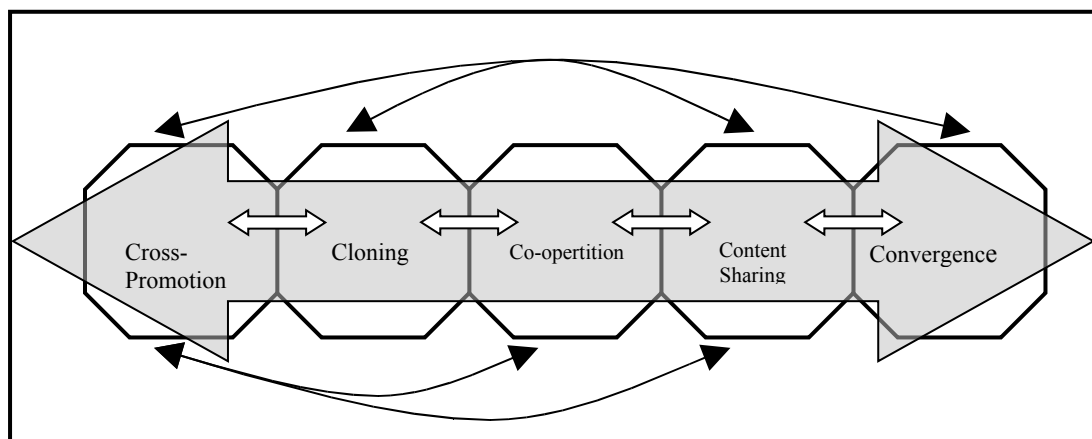 Cross-
Promotion
Cloning
Co-opertition
Content
Sharing
Convergence